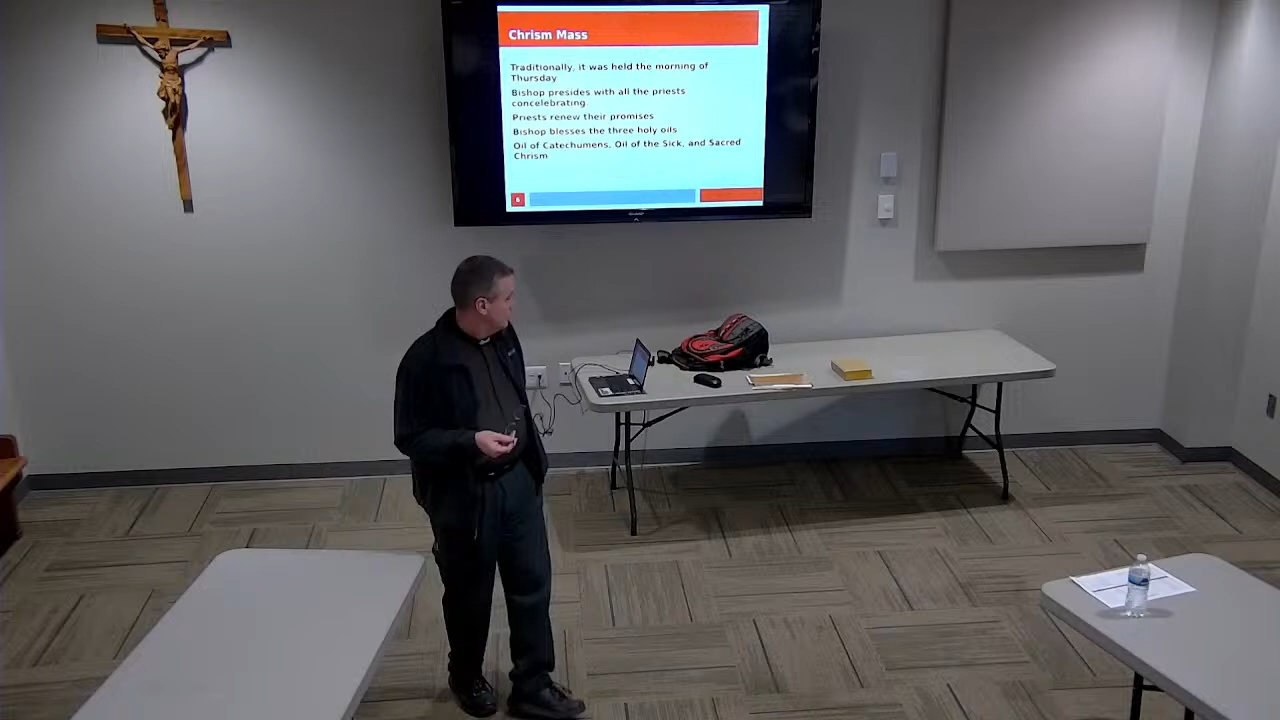 Chrism Mass
Traditionally, it was held the morning of
Thursday
Bishop presides with all the priests
concelebrating
Priests renew their promises
Bishop blesses the three holy oils
Oil of Catechumens, Oil of the Sick, and Sacred
Chrism